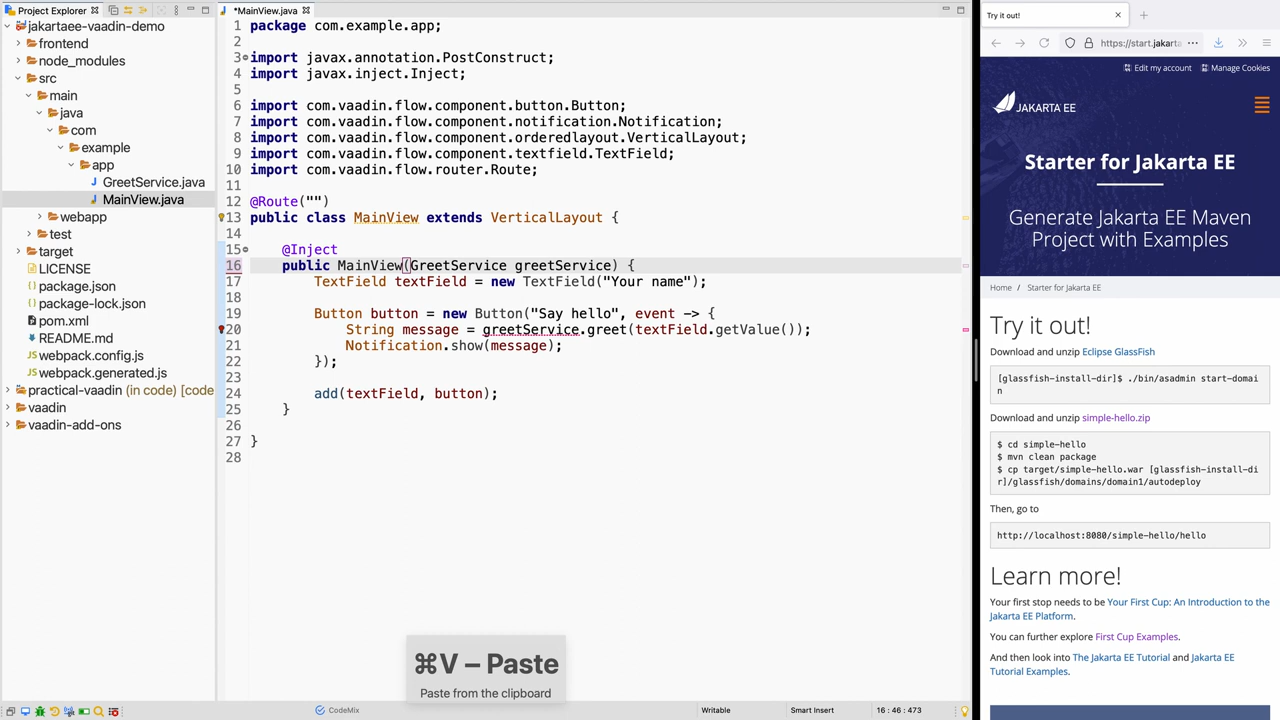 Project Explorer
jakartaee-vaadin-demo
frontend
node_modules
src
main
java
com
example
app
GreetService.java
MainView.java
webapp
test
target
LICENSE
package.json
package-lock.json
pom.xml
README.md
webpack.config.js
webpack.generated.js
practical-vaadin (in code) [code
vaadin
vaadin-add-ons
*MainView.java
1 package com.example.app;
2
3 import javax.annotation.PostConstruct;
4 import javax.inject.Inject;
5
6 import com.vaadin.flow.component.button.Button;
7 import com.vaadin.flow.component.notification.Notification;
8 import com.vaadin.flow.component.orderedlayout.VerticalLayout;
9 import com.vaadin.flow.component.textfield.TextField;
10 import com.vaadin.flow.router.Route;
11
12 @Route("")
13 public class MainView extends VerticalLayout {
14
15 @Inject
16 public MainView(GreetService greetService) {
17 TextField textField = new TextField("Your name");
18
19 Button button = new Button("Say hello", event -> {
20 String message = greetService.greet(textField.getValue());
21 Notification.show(message);
22 });
23
24 add(textField, button);
25 }
26
27 }
28
⌘V – Paste
Paste from the clipboard
CodeMix
Writable
Smart Insert
16 : 46 : 473
Try it out!
https://start.jakart
Edit my account
Manage Cookies
JAKARTA EE
Starter for Jakarta EE
Generate Jakarta EE Maven
Project with Examples
Home / Starter for Jakarta EE
Try it out!
Download and unzip Eclipse GlassFish
[glassfish-install-dir]$ ./bin/asadmin start-domai
n
Download and unzip simple-hello.zip
$ cd simple-hello
$ mvn clean package
$ cp target/simple-hello.war [glassfish-install-di
r]/glassfish/domains/domain1/autodeploy
Then, go to
http://localhost:8080/simple-hello/hello
Learn more!
Your first stop needs to be Your First Cup: An Introduction to the
Jakarta EE Platform.
You can further explore First Cup Examples.
And then look into The Jakarta EE Tutorial and Jakarta EE
Tutorial Examples.